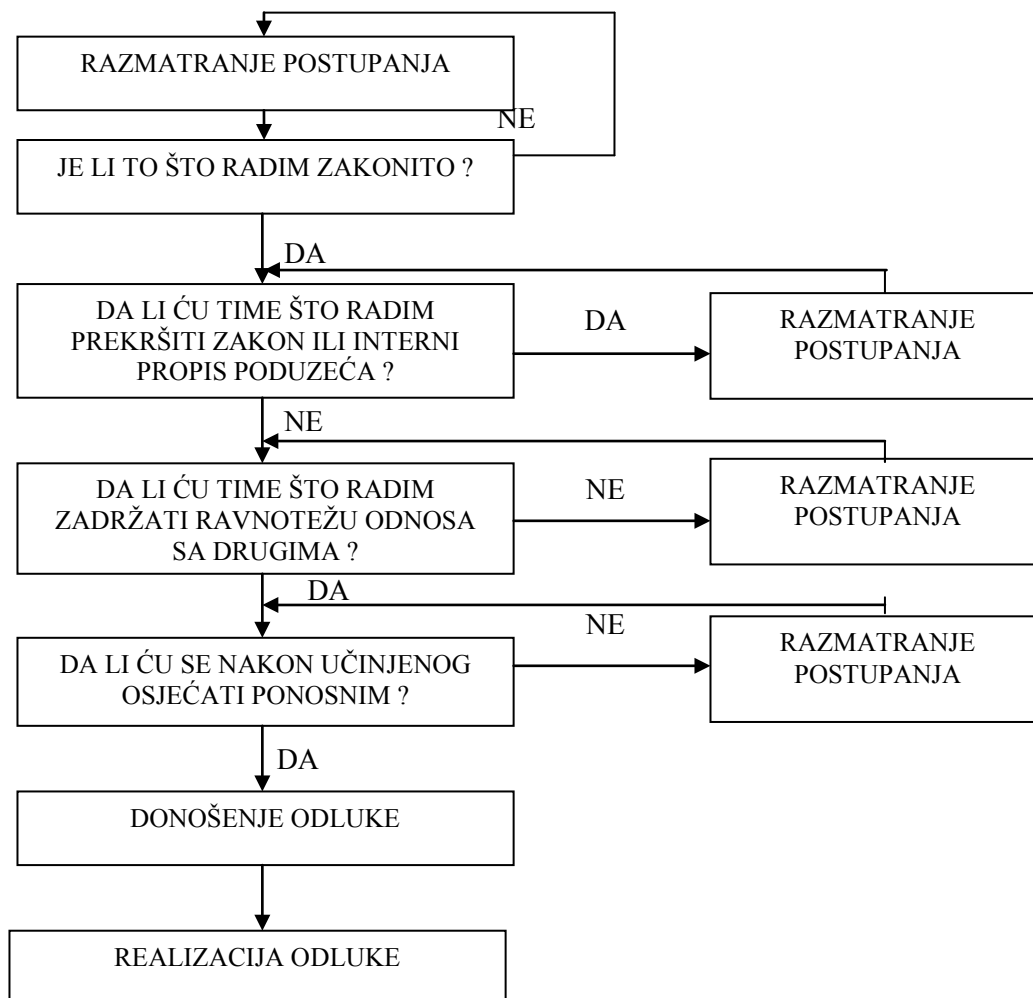 RAZMATRANJE POSTUPANJA
NE
JE LI TO ŠTO RADIM ZAKONITO ?
DA
DA LI ĆU TIME ŠTO RADIM
PREKRŠITI ZAKON ILI INTERNI
PROPIS PODUZEĆA ?
DA
RAZMATRANJE
POSTUPANJA
NE
DA LI ĆU TIME ŠTO RADIM
ZADRŽATI RAVNOTEŽU ODNOSA
SA DRUGIMA ?
NE
RAZMATRANJE
POSTUPANJA
DA
DA LI ĆU SE NAKON UČINJENOG
OSJEĆATI PONOSNIM ?
NE
RAZMATRANJE
POSTUPANJA
DA
DONOŠENJE ODLUKE
REALIZACIJA ODLUKE